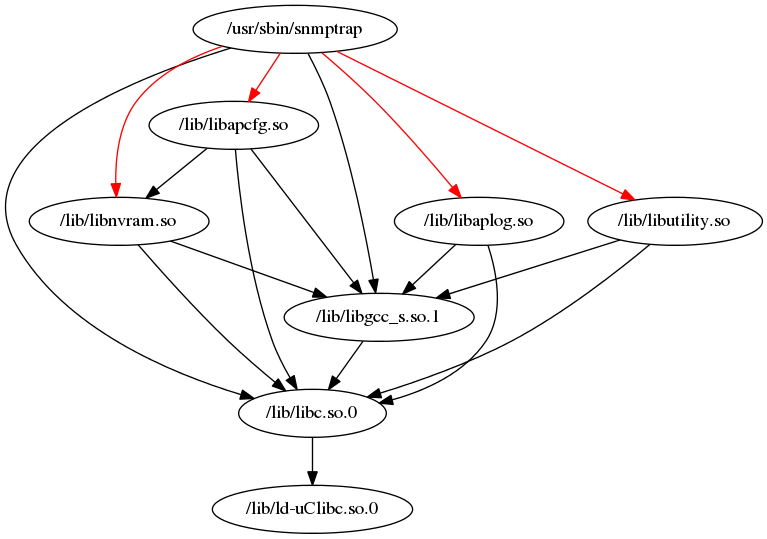 /usr/sbin/snmptrap
/lib/libapcfg.so
/lib/libnvram.so
/lib/libaplog.so
/lib/libutility.so
/lib/libgcc_s.so.1
/lib/libc.so.0
/lib/ld-uClibc.so.0